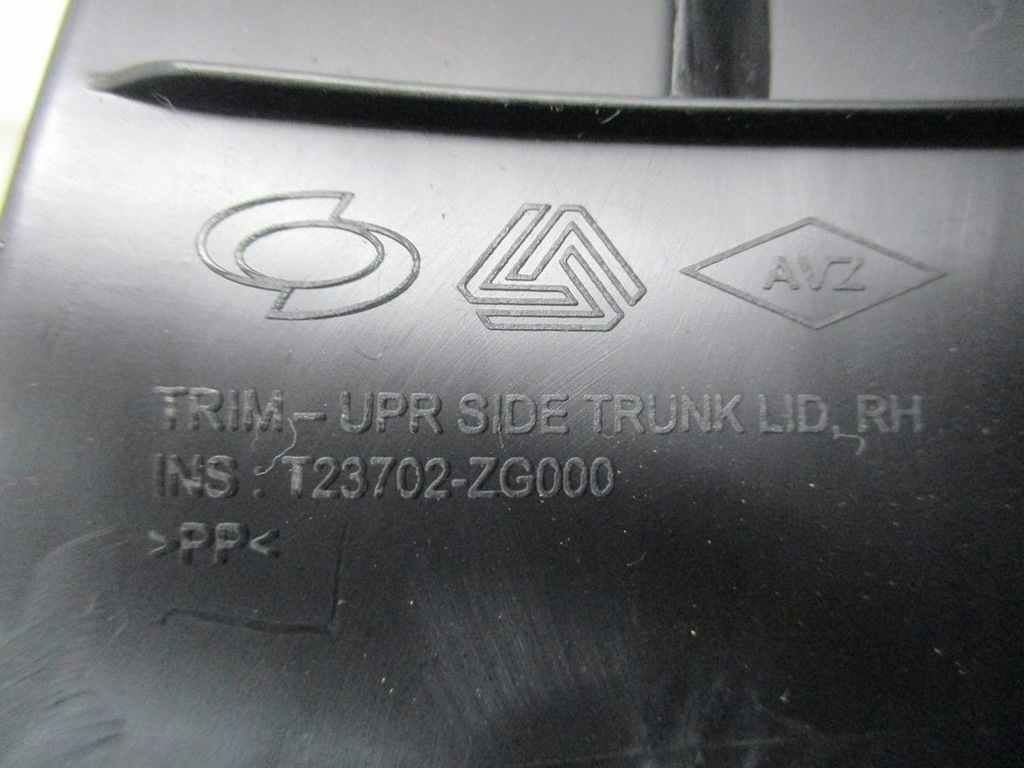 AVZ
TRIM - UPR SIDE TRUNK LID, RH
INS : T23702-ZG000
>PP<